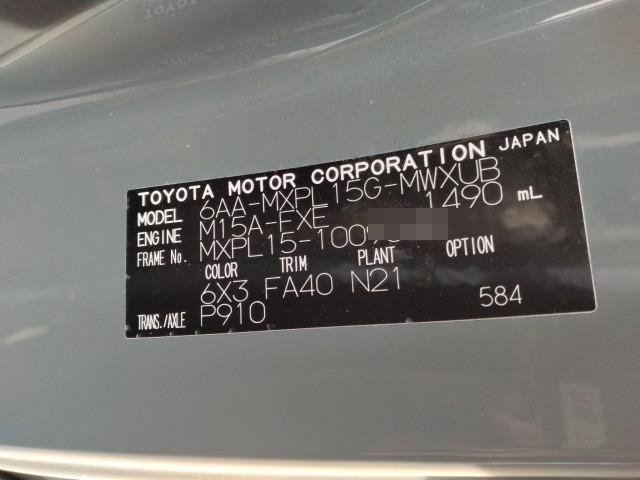 TOYOTA MOTOR CORPORATION JAPAN
MODEL 6AA-MXPL15G-MWXUB
ENGINE M15A-FXE 1490 mL
FRAME No. MXPL15-100
COLOR TRIM PLANT OPTION
6X3 FA40 N21
TRANS./AXLE P910 584